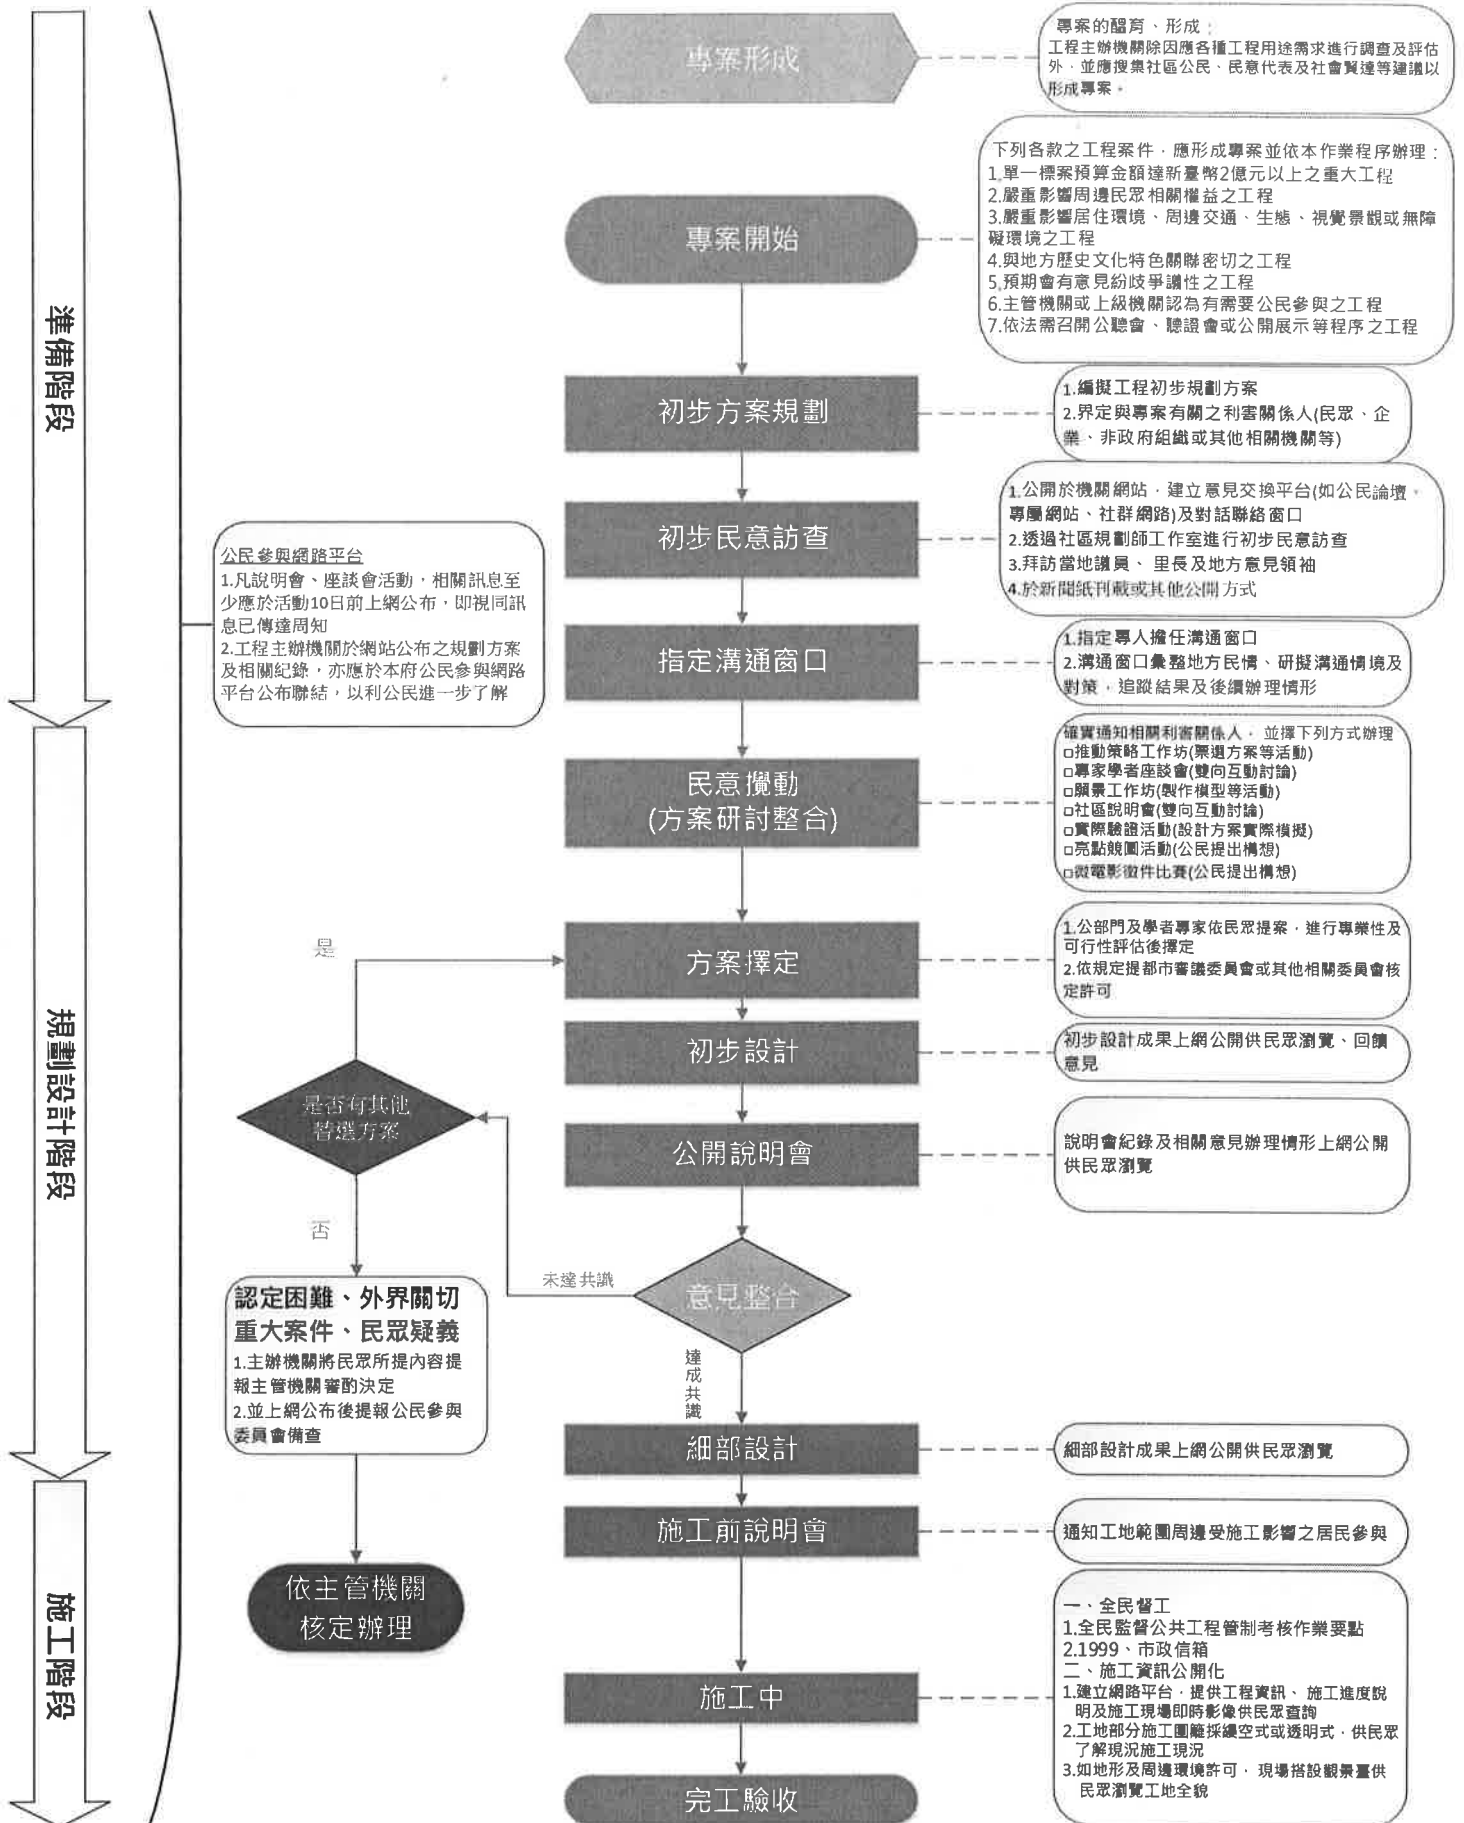 專案形成
專案的醞育、形成：
工程主辦機關除因應各種工程用途需求進行調查及評估
外，並應搜集社區公民、民意代表及社會賢達等建議以
形成專案。
專案開始
下列各款之工程案件，應形成專案並依本作業程序辦理：
1.單一標案預算金額達新臺幣2億元以上之重大工程
2.嚴重影響周邊民眾相關權益之工程
3.嚴重影響居住環境、周邊交通、生態、視覺景觀或無障
礙環境之工程
4.與地方歷史文化特色關聯密切之工程
5.預期會有意見紛歧爭議性之工程
6.主管機關或上級機關認為有需要公民參與之工程
7.依法需召開公聽會、聽證會或公開展示等程序之工程
準備階段
初步方案規劃
1.編擬工程初步規劃方案
2.界定與專案有關之利害關係人(民眾、企
業、非政府組織或其他相關機關等)
初步民意訪查
1.公開於機關網站，建立意見交換平台(如公民論壇，
專屬網站、社群網路)及對話聯絡窗口
2.透過社區規劃師工作室進行初步民意訪查
3.拜訪當地議員、里長及地方意見領袖
4.於新聞紙刊載或其他公開方式
公民參與網路平台
1.凡說明會、座談會活動，相關訊息至
少應於活動10日前上網公布，即視同訊
息已傳達周知
2.工程主辦機關於網站公布之規劃方案
及相關紀錄，亦應於本府公民參與網路
平台公布聯結，以利公民進一步了解
指定溝通窗口
1.指定專人擔任溝通窗口
2.溝通窗口彙整地方民情、研擬溝通情境及
對策，追蹤結果及後續辦理情形
民意攪動
(方案研討整合)
確實通知相關利害關係人，並擇下列方式辦理
□推動策略工作坊(票選方案等活動)
□專家學者座談會(雙向互動討論)
□願景工作坊(製作模型等活動)
□社區說明會(雙向互動討論)
□實際驗證活動(設計方案實際模擬)
□亮點競圖活動(公民提出構想)
□微電影徵件比賽(公民提出構想)
規劃設計階段
是
方案擇定
1.公部門及學者專家依民眾提案，進行專業性及
可行性評估後擇定
2.依規定提都市審議委員會或其他相關委員會核
定許可
初步設計
初步設計成果上網公開供民眾瀏覽、回饋
意見
是否有其他
替選方案
公開說明會
說明會紀錄及相關意見辦理情形上網公開
供民眾瀏覽
否
未達共識
意見整合
認定困難、外界關切
重大案件、民眾疑義
1.主辦機關將民眾所提內容提
報主管機關審酌決定
2.並上網公布後提報公民參與
委員會備查
達成共識
細部設計
細部設計成果上網公開供民眾瀏覽
施工前說明會
通知工地範圍周邊受施工影響之居民參與
依主管機關
核定辦理
施工階段
施工中
一、全民督工
1.全民監督公共工程管制考核作業要點
2.1999、市政信箱
二、施工資訊公開化
1.建立網路平台，提供工程資訊、施工進度說
明及施工現場即時影像供民眾查詢
2.工地部分施工圍籬採縷空式或透明式，供民眾
了解現況施工現況
3.如地形及周邊環境許可，現場搭設觀景臺供
民眾瀏覽工地全貌
完工驗收